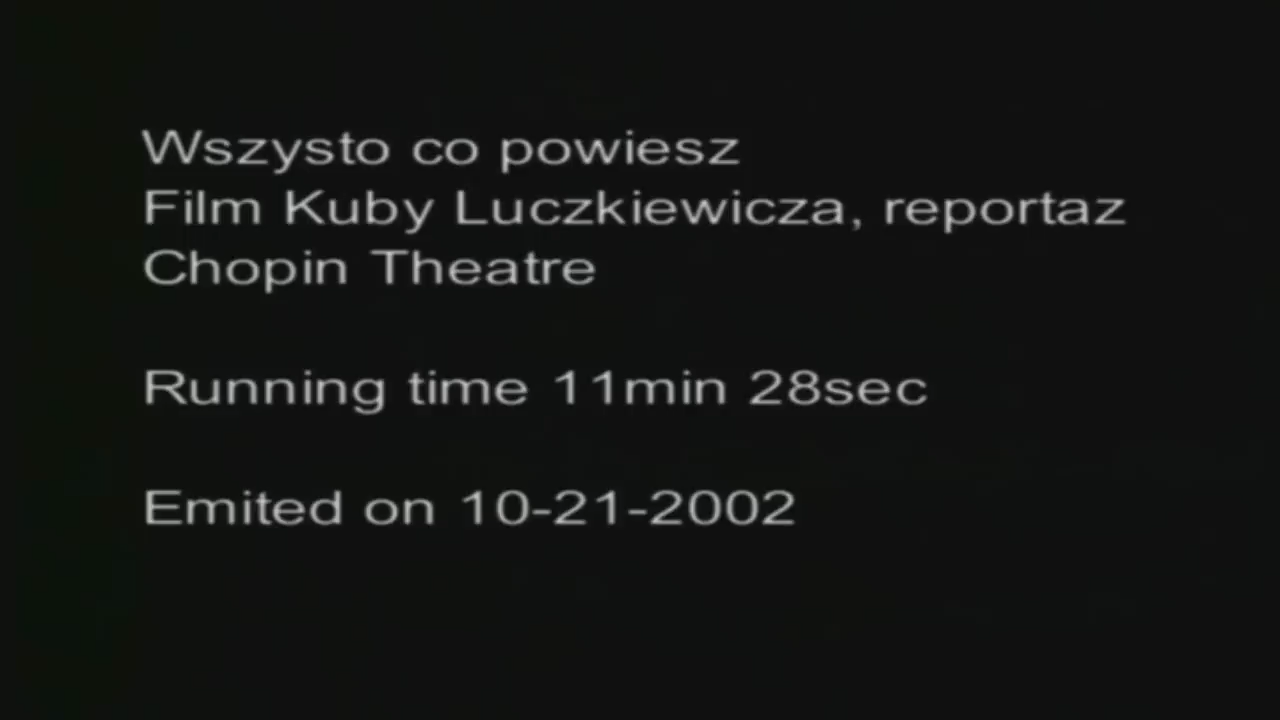 Wszysto co powiesz
Film Kuby Luczkiewicza, reportaz
Chopin Theatre
Running time 11min 28sec
Emited on 10-21-2002